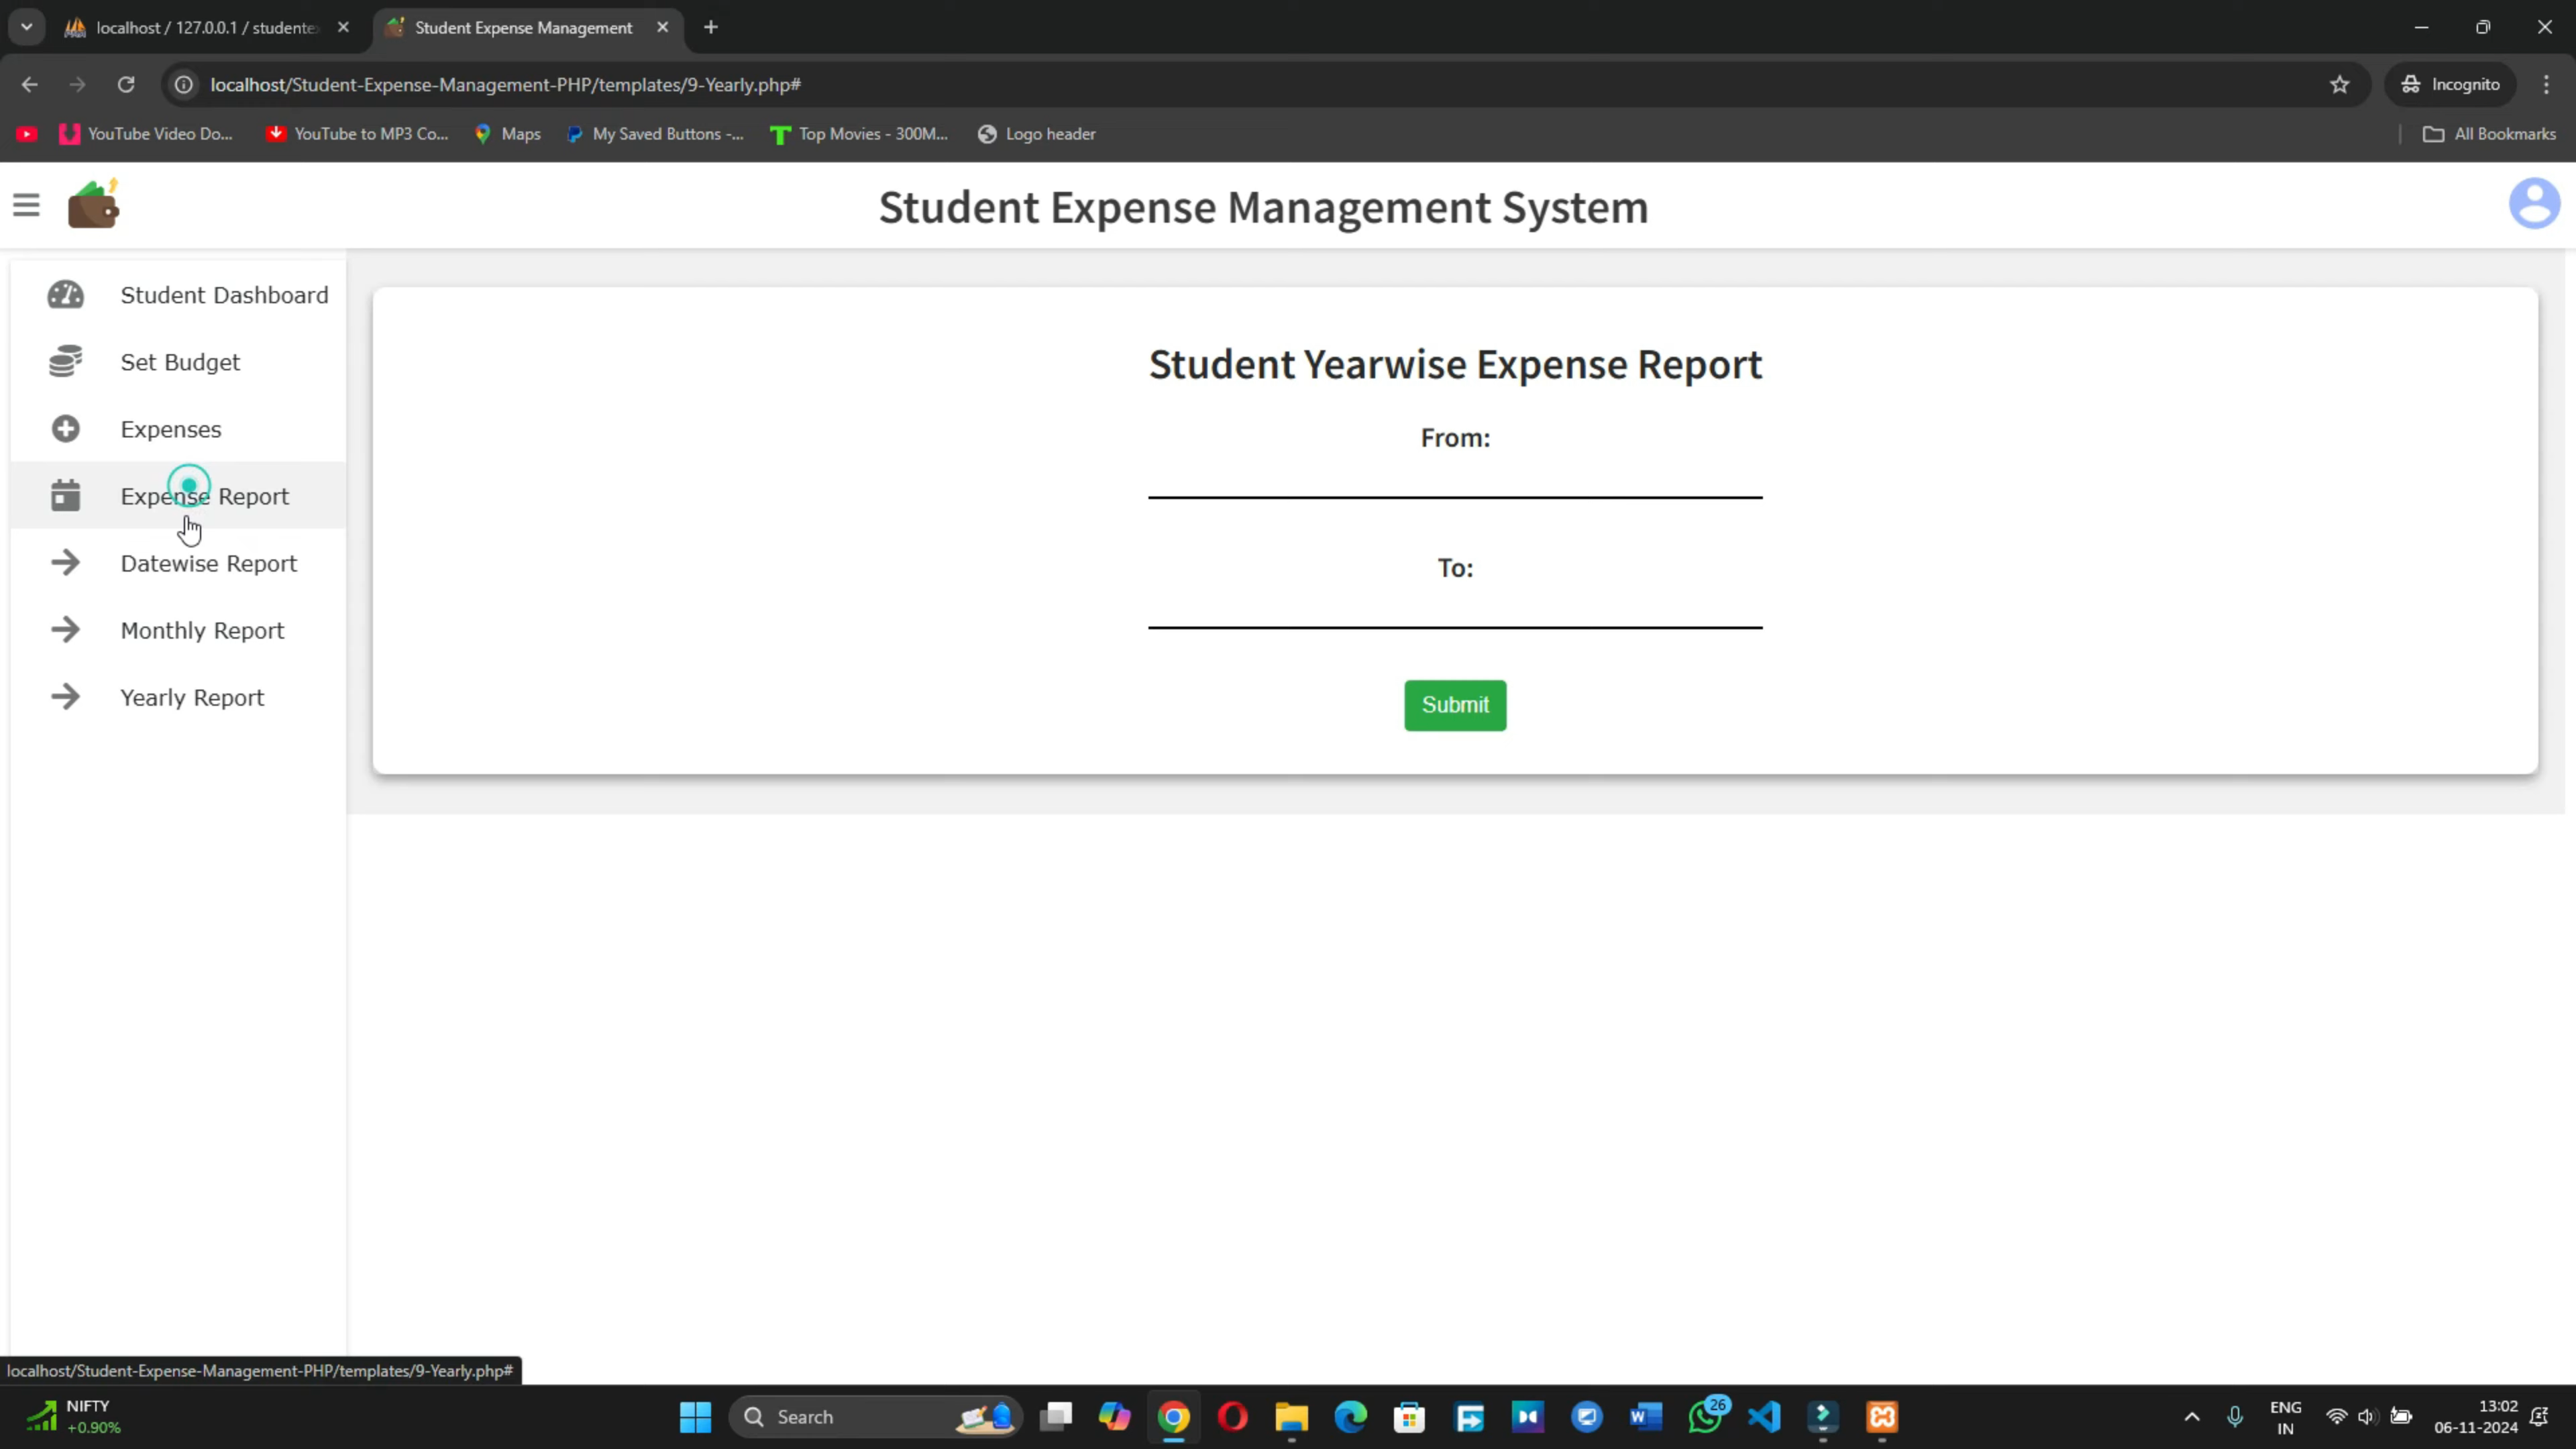 localhost / 127.0.0.1 / studente
Student Expense Management
localhost/Student-Expense-Management-PHP/templates/9-Yearly.php#
Incognito
YouTube Video Do...
YouTube to MP3 Co...
Maps
My Saved Buttons -...
Top Movies - 300M...
Logo header
All Bookmarks
Student Expense Management System
Student Dashboard
Set Budget
Expenses
Expense Report
Datewise Report
Monthly Report
Yearly Report
Student Yearwise Expense Report
From:
To:
Submit
localhost/Student-Expense-Management-PHP/templates/9-Yearly.php#
NIFTY
+0.90%
Search
26
ENG
IN
13:02
06-11-2024